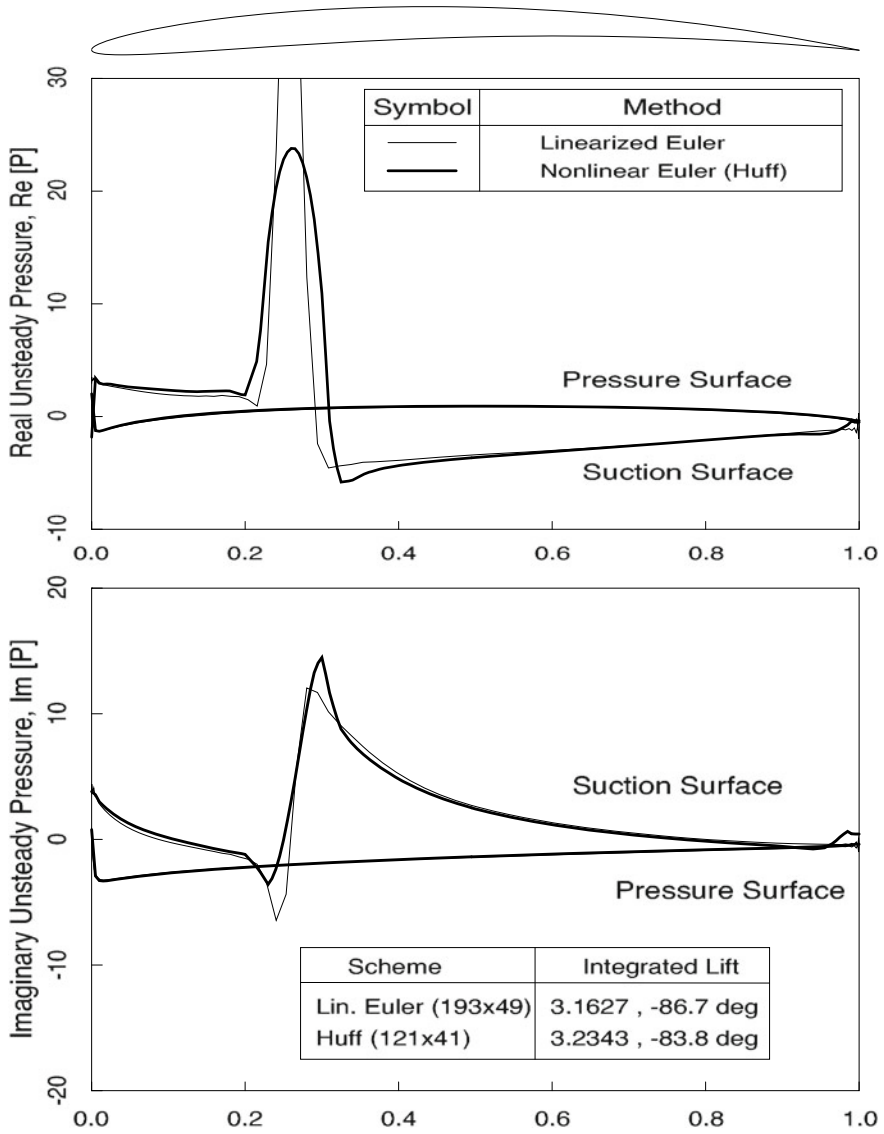 30
20
10
0
-10
Real Unsteady Pressure, Re [P]
Symbol Method
Linearized Euler
Nonlinear Euler (Huff)
Pressure Surface
Suction Surface
0.0 0.2 0.4 0.6 0.8 1.0
20
10
0
-10
-20
Imaginary Unsteady Pressure, Im [P]
Suction Surface
Pressure Surface
Scheme Integrated Lift
Lin. Euler (193x49) 3.1627 , -86.7 deg
Huff (121x41) 3.2343 , -83.8 deg
0.0 0.2 0.4 0.6 0.8 1.0